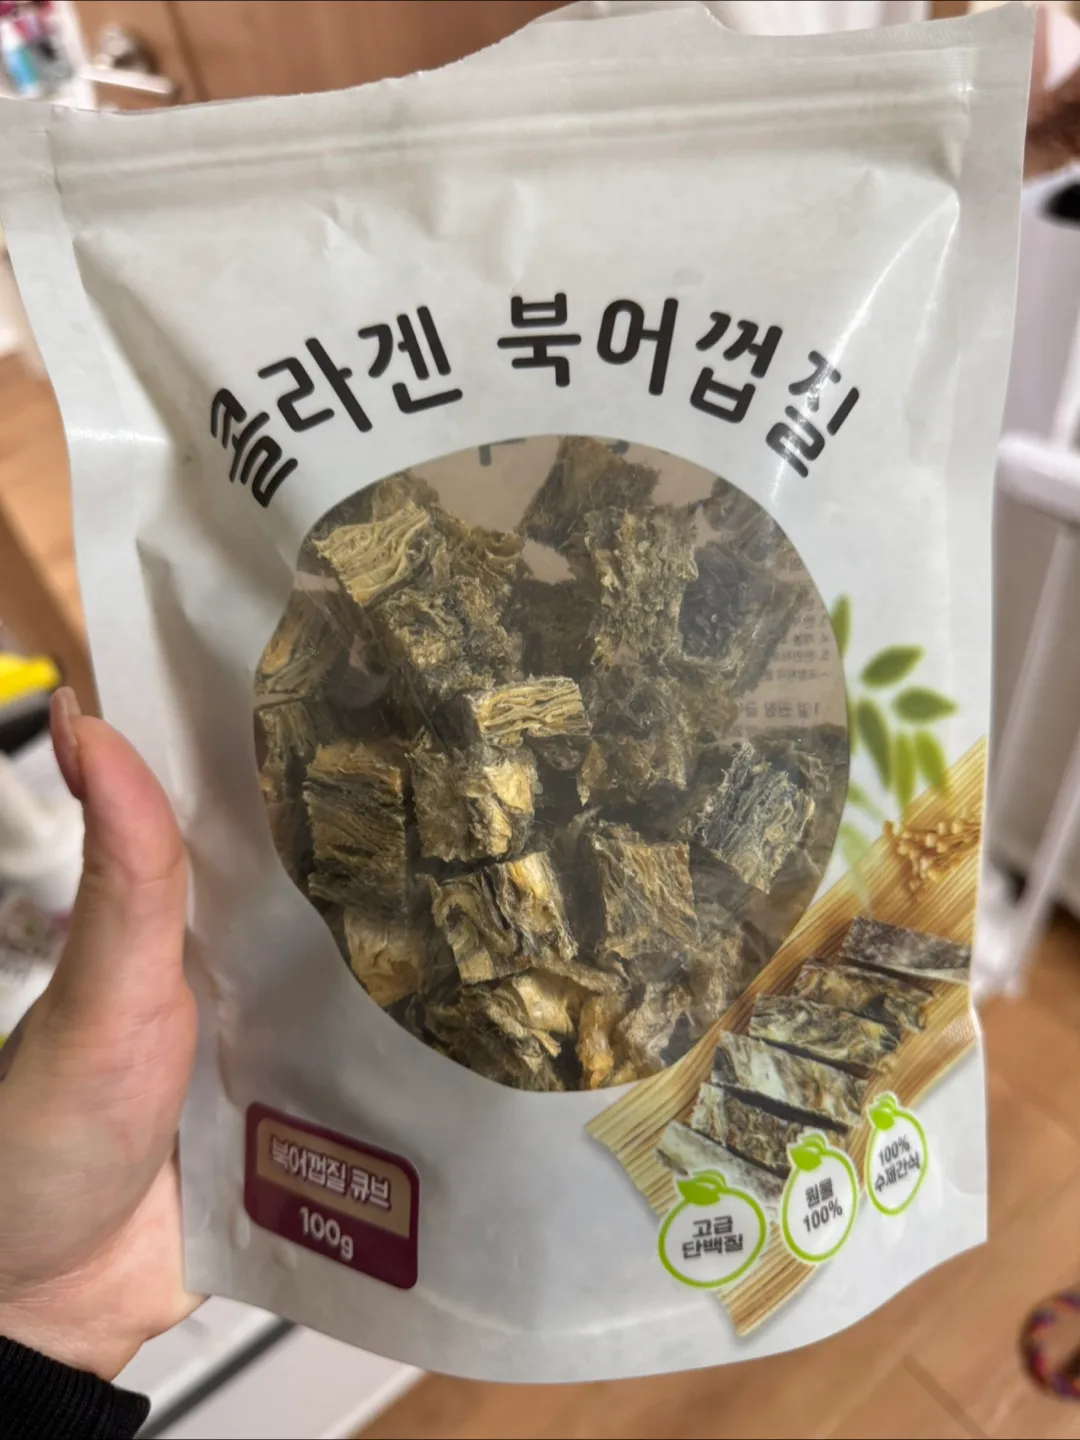 콜라겐 북어껍질
북어껍질 큐브
100g
고급
단백질
원물
100%
100%
수제간식